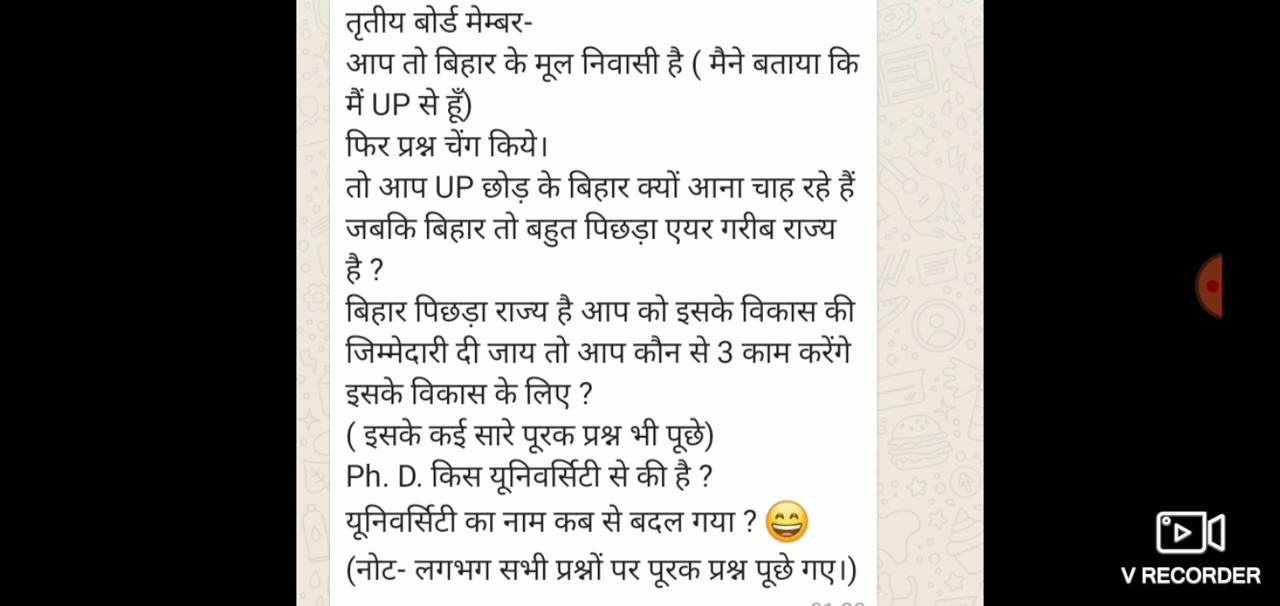 तृतीय बोर्ड मेम्बर-
आप तो बिहार के मूल निवासी है ( मैने बताया कि
मैं UP से हूँ)
फिर प्रश्न चेंग किये।
तो आप UP छोड़ के बिहार क्यों आना चाह रहे हैं
जबकि बिहार तो बहुत पिछड़ा एयर गरीब राज्य
है ?
बिहार पिछड़ा राज्य है आप को इसके विकास की
जिम्मेदारी दी जाय तो आप कौन से 3 काम करेंगे
इसके विकास के लिए ?
( इसके कई सारे पूरक प्रश्न भी पूछे)
Ph. D. किस यूनिवर्सिटी से की है ?
यूनिवर्सिटी का नाम कब से बदल गया ? 😄
(नोट- लगभग सभी प्रश्नों पर पूरक प्रश्न पूछे गए।)
V RECORDER